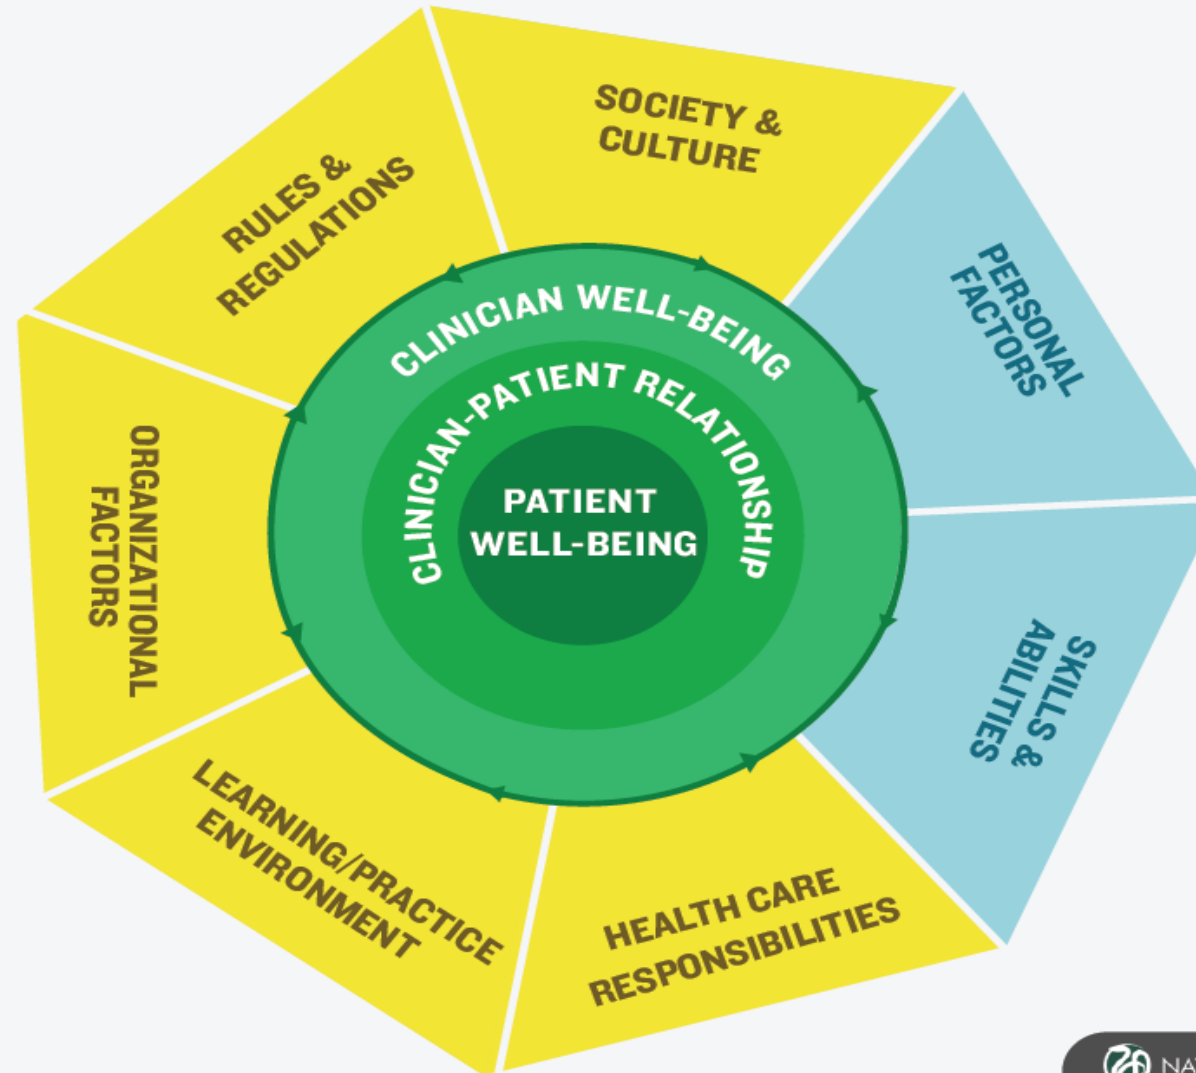 SOCIETY &
CULTURE
RULES &
REGULATIONS
PERSONAL
FACTORS
CLINICIAN WELL-BEING
CLINICIAN-PATIENT RELATIONSHIP
PATIENT
WELL-BEING
ORGANIZATIONAL
FACTORS
SKILLS &
ABILITIES
LEARNING/PRACTICE
ENVIRONMENT
HEALTH CARE
RESPONSIBILITIES